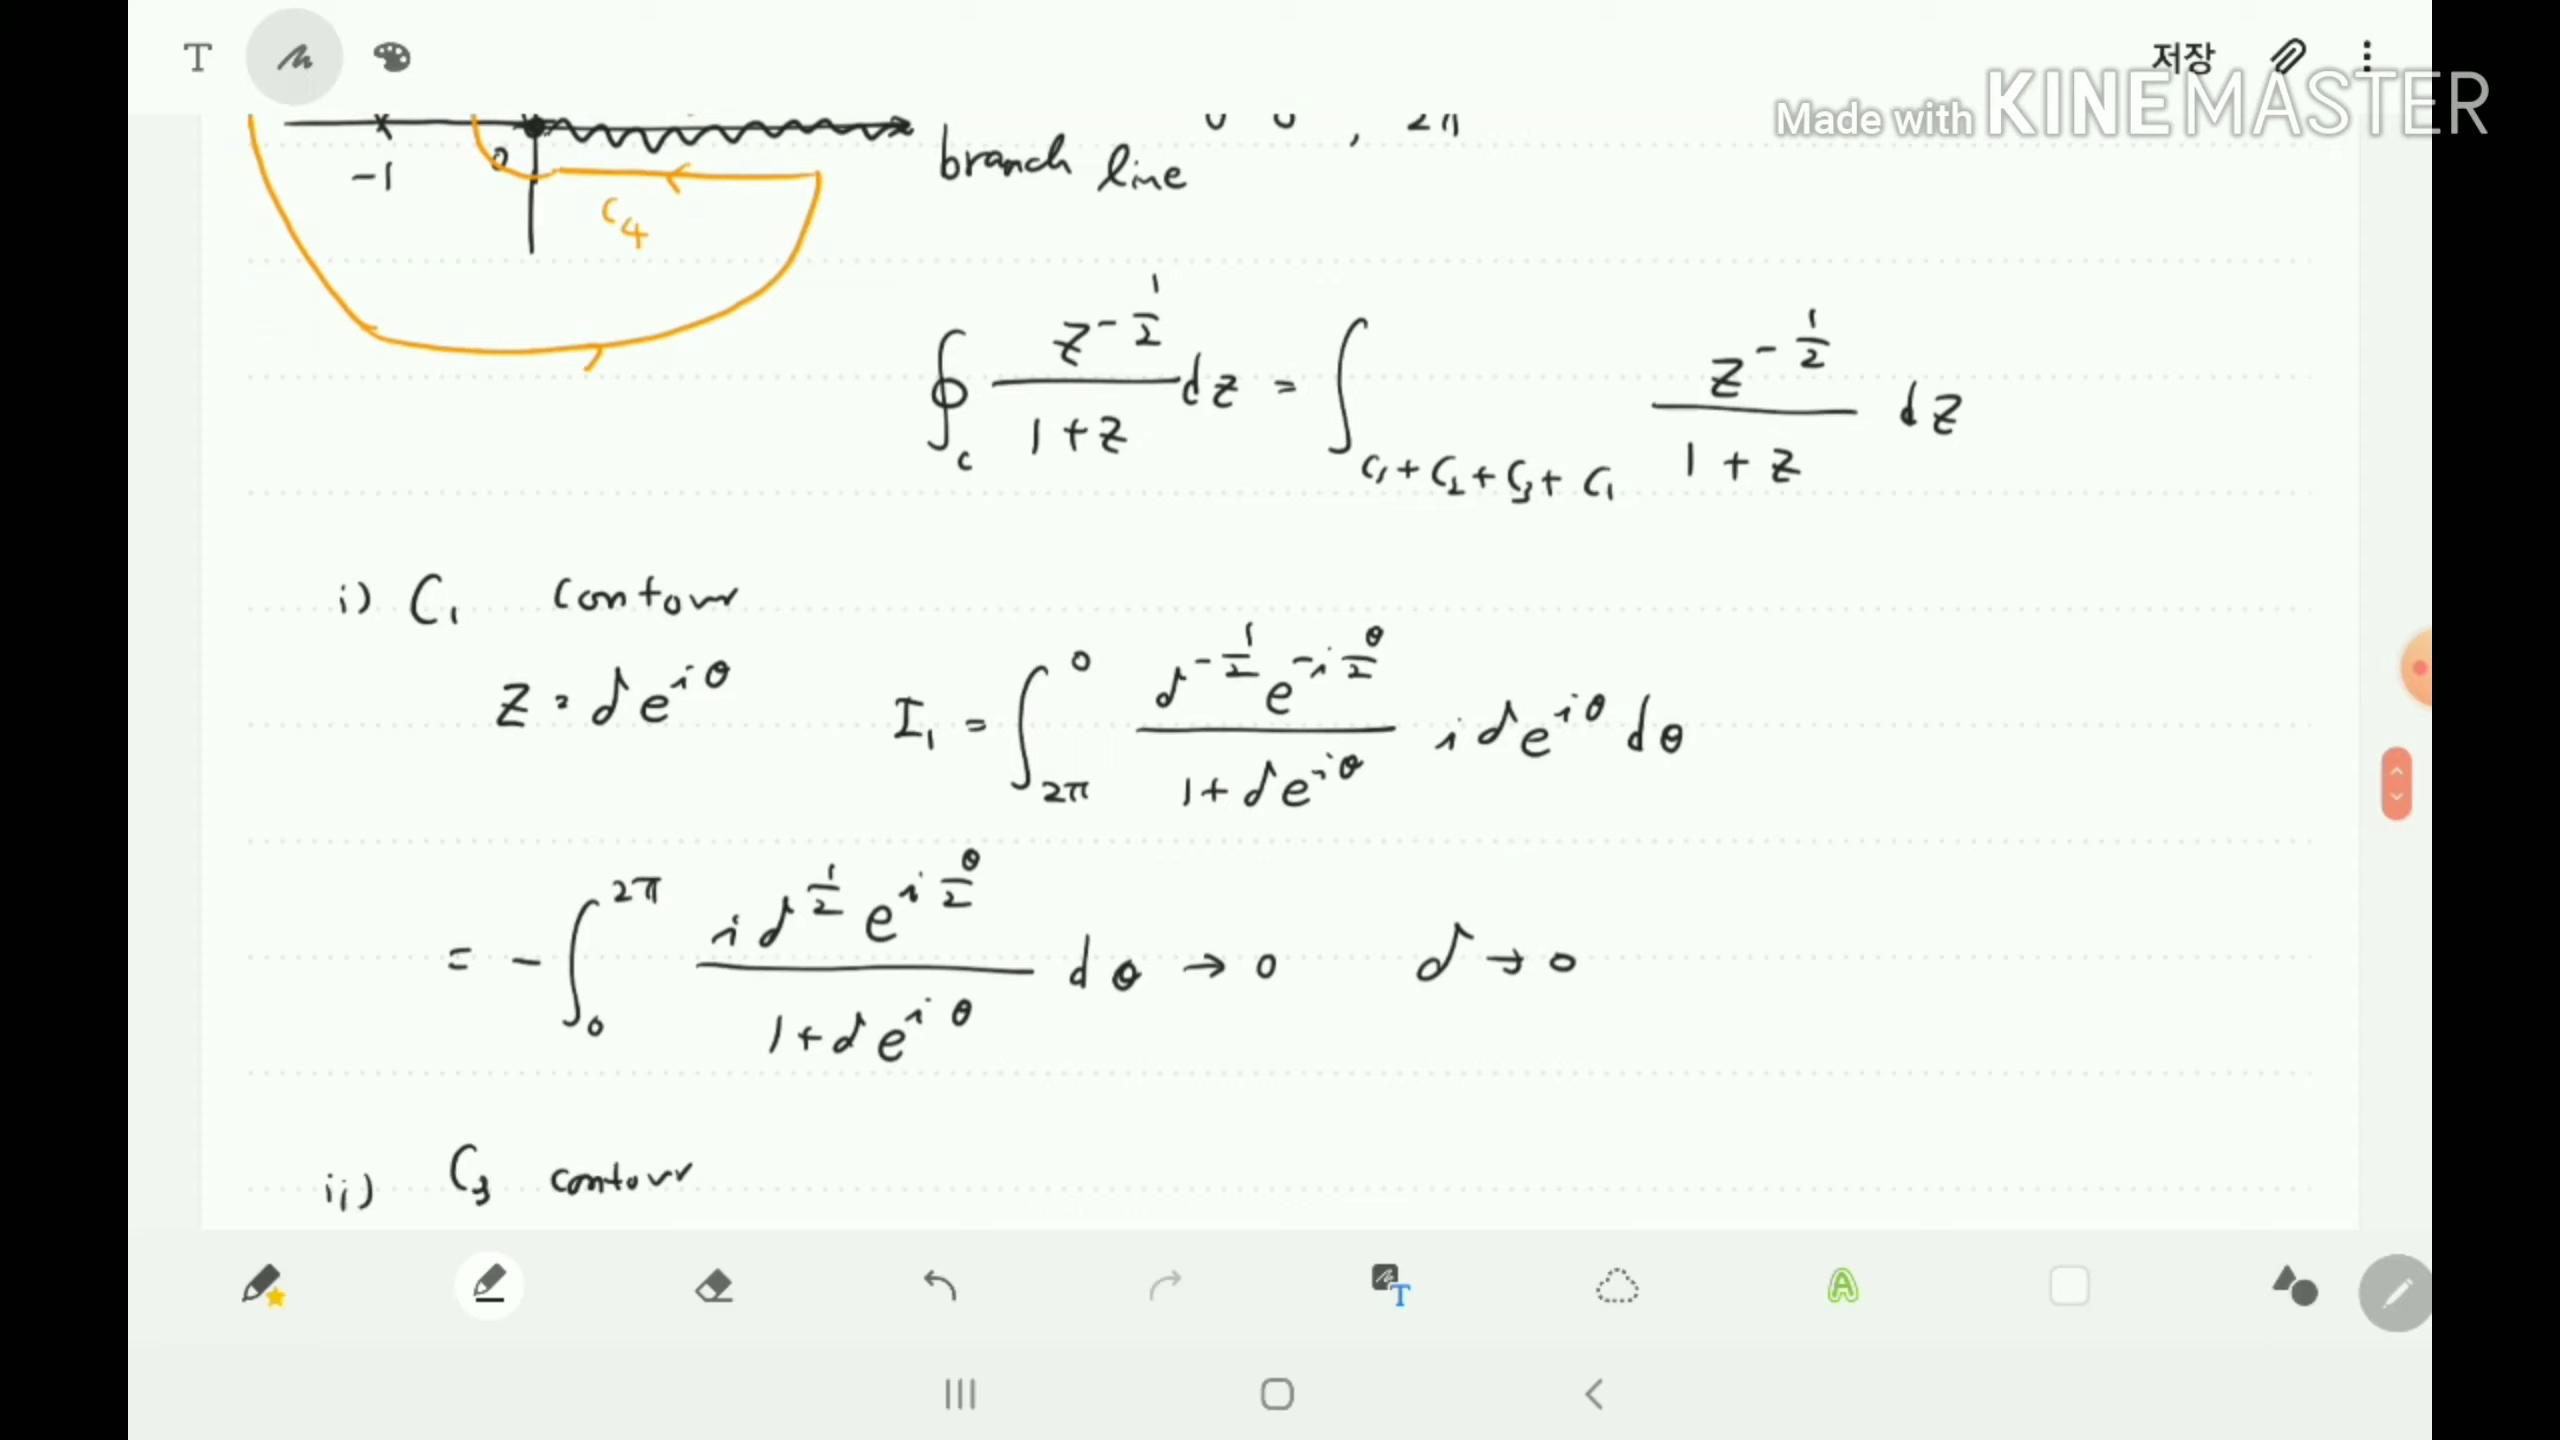 T 저장
Made with KINEMASTER
-1 0 branch line
C₄
∮_c z^{-1/2}/(1+z) dz = ∫_{C₁+C₂+C₃+C₁} z^{-1/2}/(1+z) dz
i) C₁ contour
z = δe^{iθ} I₁ = ∫_{2π}^{0} δ^{-1/2} e^{-iθ/2}/(1+δe^{iθ}) iδe^{iθ} dθ
= -∫_{0}^{2π} iδ^{1/2} e^{iθ/2}/(1+δe^{iθ}) dθ → 0 δ → 0
ii) C₃ contour